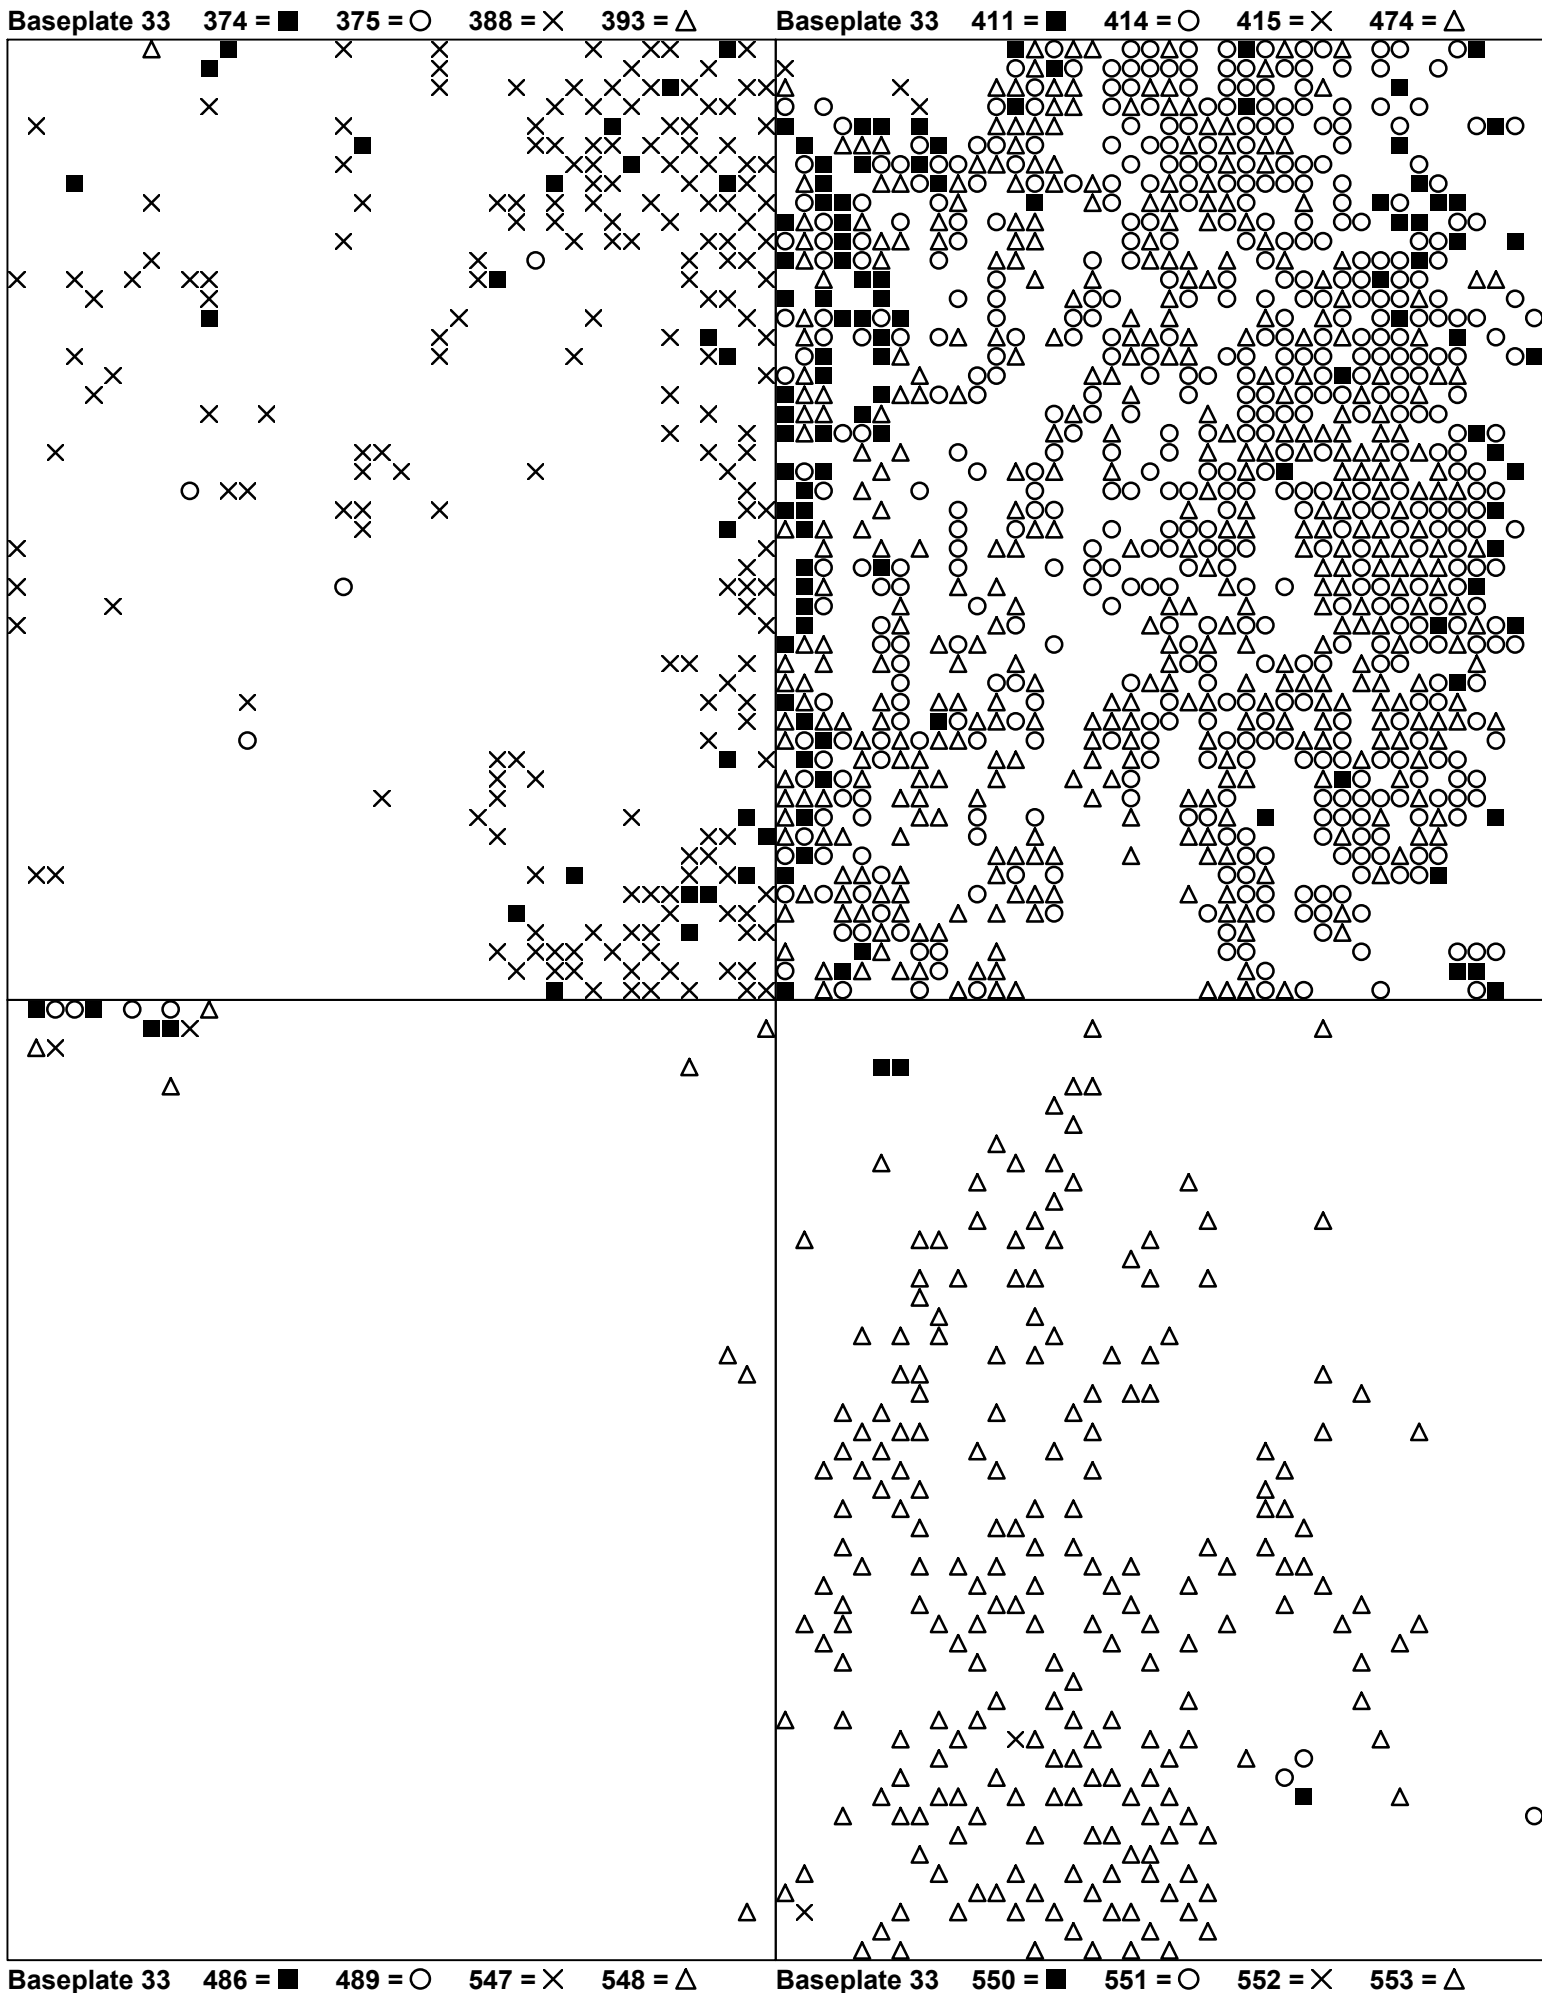 Baseplate 33 374 = ■ 375 = ○ 388 = × 393 = △
Baseplate 33 411 = ■ 414 = ○ 415 = × 474 = △
Baseplate 33 486 = ■ 489 = ○ 547 = × 548 = △
Baseplate 33 550 = ■ 551 = ○ 552 = × 553 = △